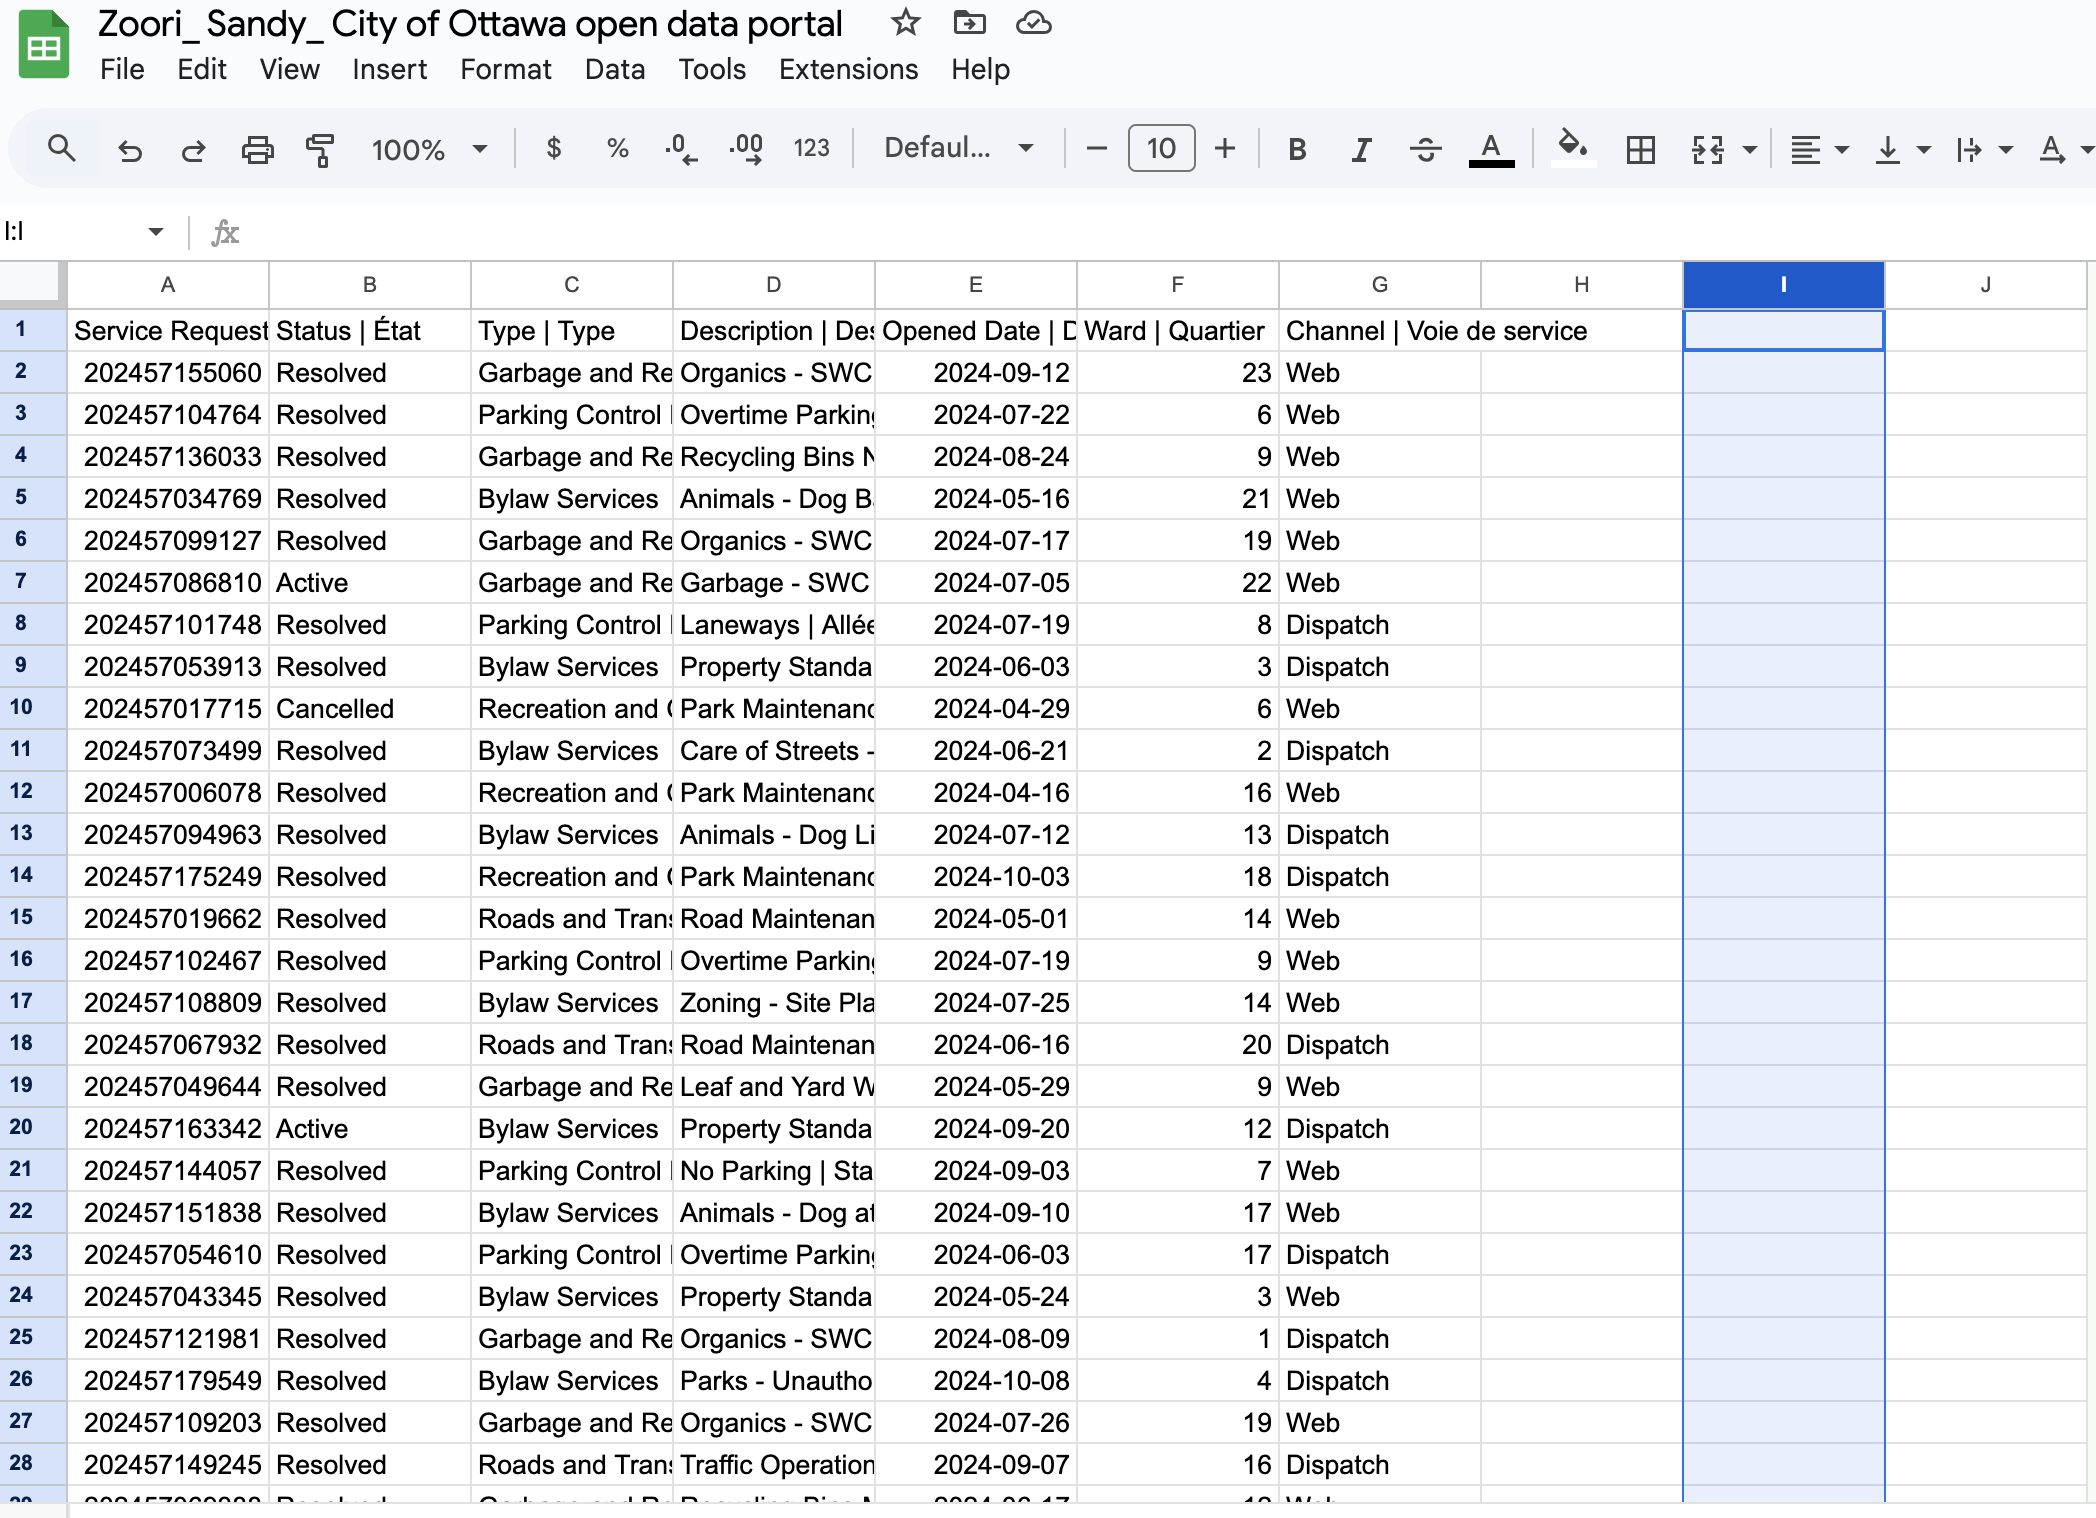 Zoori_ Sandy_ City of Ottawa open data portal
File Edit View Insert Format Data Tools Extensions Help
100% $ % .0 .00 123 Defaul... 10 B I A A
I:I fx
A B C D E F G H I J
1 Service Request Status | État Type | Type Description | Des Opened Date | D Ward | Quartier Channel | Voie de service
2 202457155060 Resolved Garbage and Re Organics - SWC 2024-09-12 23 Web
3 202457104764 Resolved Parking Control Overtime Parking 2024-07-22 6 Web
4 202457136033 Resolved Garbage and Re Recycling Bins N 2024-08-24 9 Web
5 202457034769 Resolved Bylaw Services Animals - Dog Ba 2024-05-16 21 Web
6 202457099127 Resolved Garbage and Re Organics - SWC 2024-07-17 19 Web
7 202457086810 Active Garbage and Re Garbage - SWC 2024-07-05 22 Web
8 202457101748 Resolved Parking Control Laneways | Allée 2024-07-19 8 Dispatch
9 202457053913 Resolved Bylaw Services Property Standa 2024-06-03 3 Dispatch
10 202457017715 Cancelled Recreation and C Park Maintenanc 2024-04-29 6 Web
11 202457073499 Resolved Bylaw Services Care of Streets - 2024-06-21 2 Dispatch
12 202457006078 Resolved Recreation and C Park Maintenanc 2024-04-16 16 Web
13 202457094963 Resolved Bylaw Services Animals - Dog Li 2024-07-12 13 Dispatch
14 202457175249 Resolved Recreation and C Park Maintenanc 2024-10-03 18 Dispatch
15 202457019662 Resolved Roads and Trans Road Maintenan 2024-05-01 14 Web
16 202457102467 Resolved Parking Control Overtime Parking 2024-07-19 9 Web
17 202457108809 Resolved Bylaw Services Zoning - Site Pla 2024-07-25 14 Web
18 202457067932 Resolved Roads and Trans Road Maintenan 2024-06-16 20 Dispatch
19 202457049644 Resolved Garbage and Re Leaf and Yard W 2024-05-29 9 Web
20 202457163342 Active Bylaw Services Property Standa 2024-09-20 12 Dispatch
21 202457144057 Resolved Parking Control No Parking | Sta 2024-09-03 7 Web
22 202457151838 Resolved Bylaw Services Animals - Dog at 2024-09-10 17 Web
23 202457054610 Resolved Parking Control Overtime Parking 2024-06-03 17 Dispatch
24 202457043345 Resolved Bylaw Services Property Standa 2024-05-24 3 Web
25 202457121981 Resolved Garbage and Re Organics - SWC 2024-08-09 1 Dispatch
26 202457179549 Resolved Bylaw Services Parks - Unautho 2024-10-08 4 Dispatch
27 202457109203 Resolved Garbage and Re Organics - SWC 2024-07-26 19 Web
28 202457149245 Resolved Roads and Trans Traffic Operation 2024-09-07 16 Dispatch